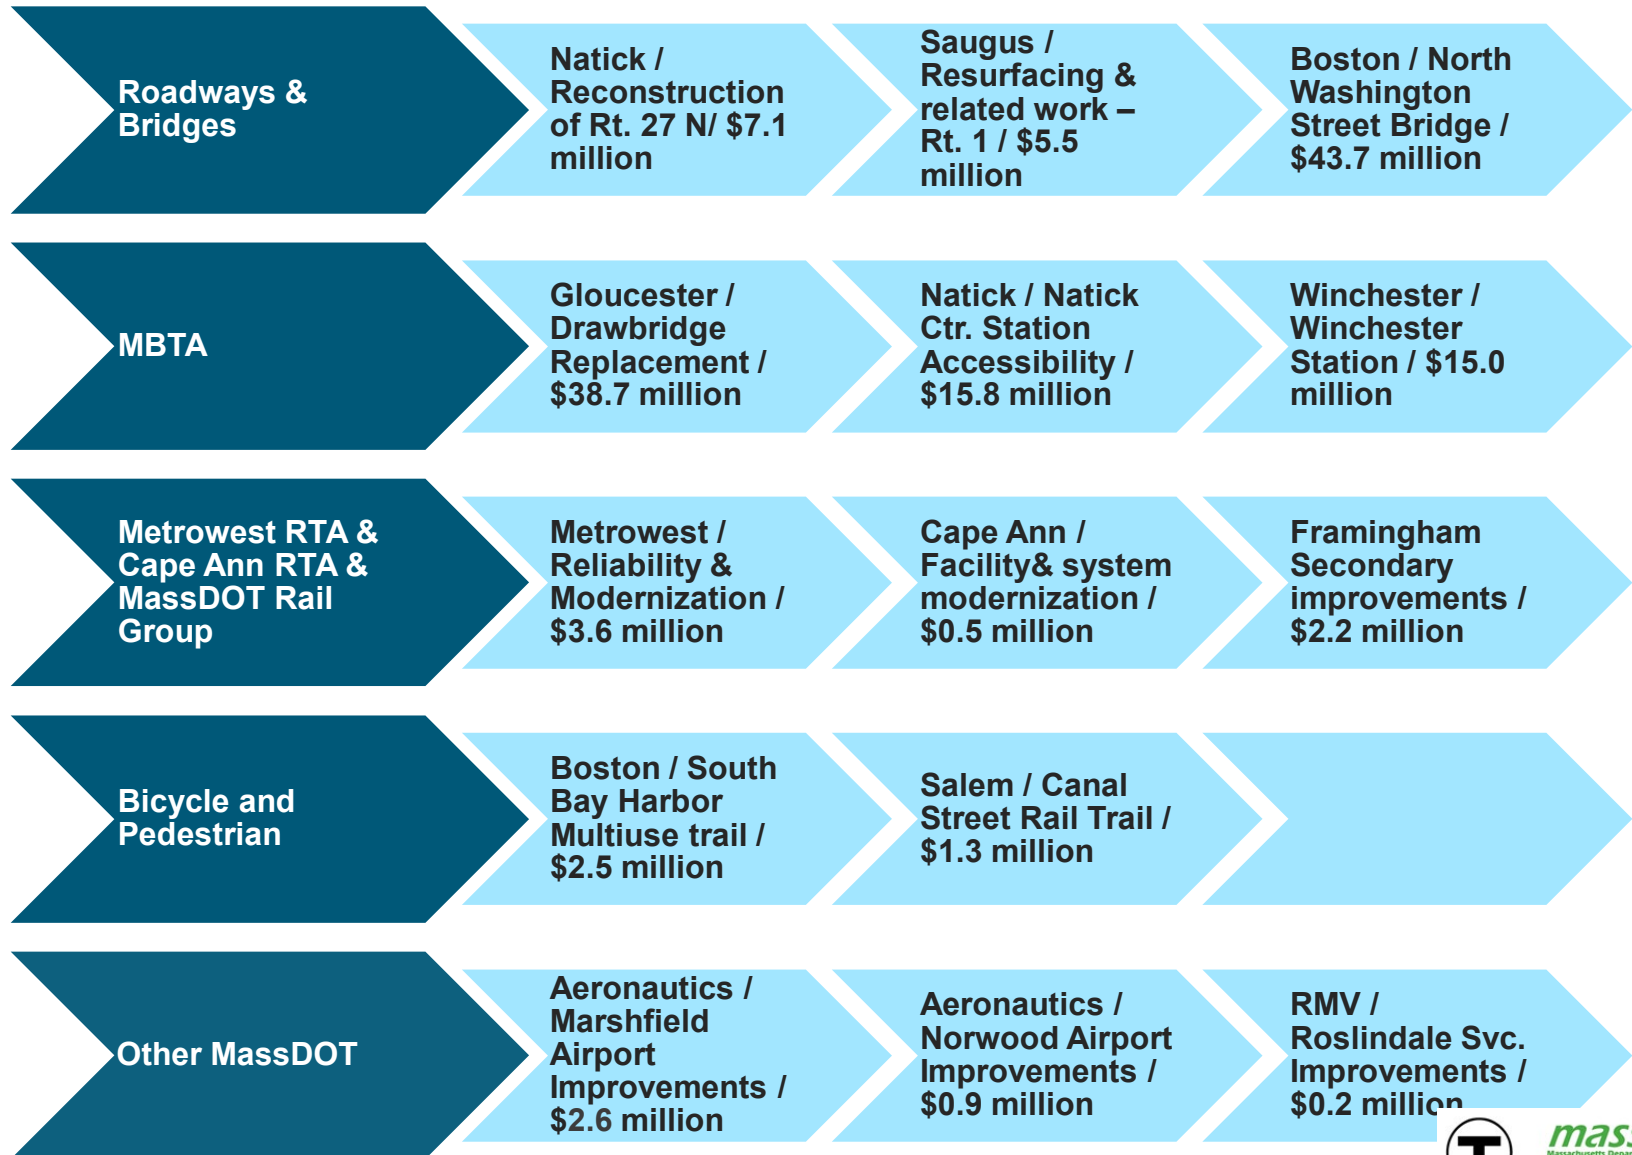 Roadways &
Bridges
Natick /
Reconstruction
of Rt. 27 N/ $7.1
million
Saugus /
Resurfacing &
related work –
Rt. 1 / $5.5
million
Boston / North
Washington
Street Bridge /
$43.7 million
MBTA
Gloucester /
Drawbridge
Replacement /
$38.7 million
Natick / Natick
Ctr. Station
Accessibility /
$15.8 million
Winchester /
Winchester
Station / $15.0
million
Metrowest RTA &
Cape Ann RTA &
MassDOT Rail
Group
Metrowest /
Reliability &
Modernization /
$3.6 million
Cape Ann /
Facility& system
modernization /
$0.5 million
Framingham
Secondary
improvements /
$2.2 million
Bicycle and
Pedestrian
Boston / South
Bay Harbor
Multiuse trail /
$2.5 million
Salem / Canal
Street Rail Trail /
$1.3 million
Other MassDOT
Aeronautics /
Marshfield
Airport
Improvements /
$2.6 million
Aeronautics /
Norwood Airport
Improvements /
$0.9 million
RMV /
Roslindale Svc.
Improvements /
$0.2 million
T
mass
Massachusetts